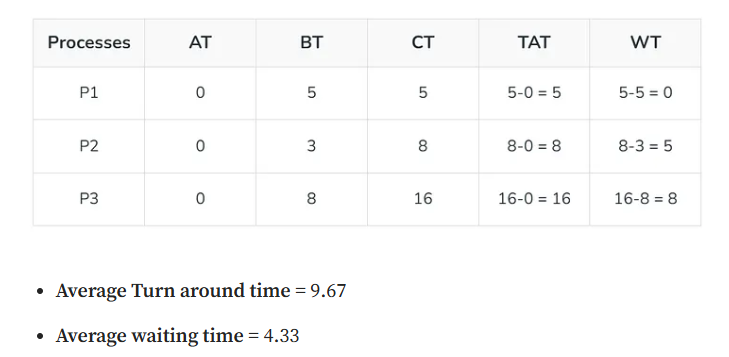 Processes AT BT CT TAT WT
P1 0 5 5 5-0 = 5 5-5 = 0
P2 0 3 8 8-0 = 8 8-3 = 5
P3 0 8 16 16-0 = 16 16-8 = 8
• Average Turn around time = 9.67
• Average waiting time = 4.33